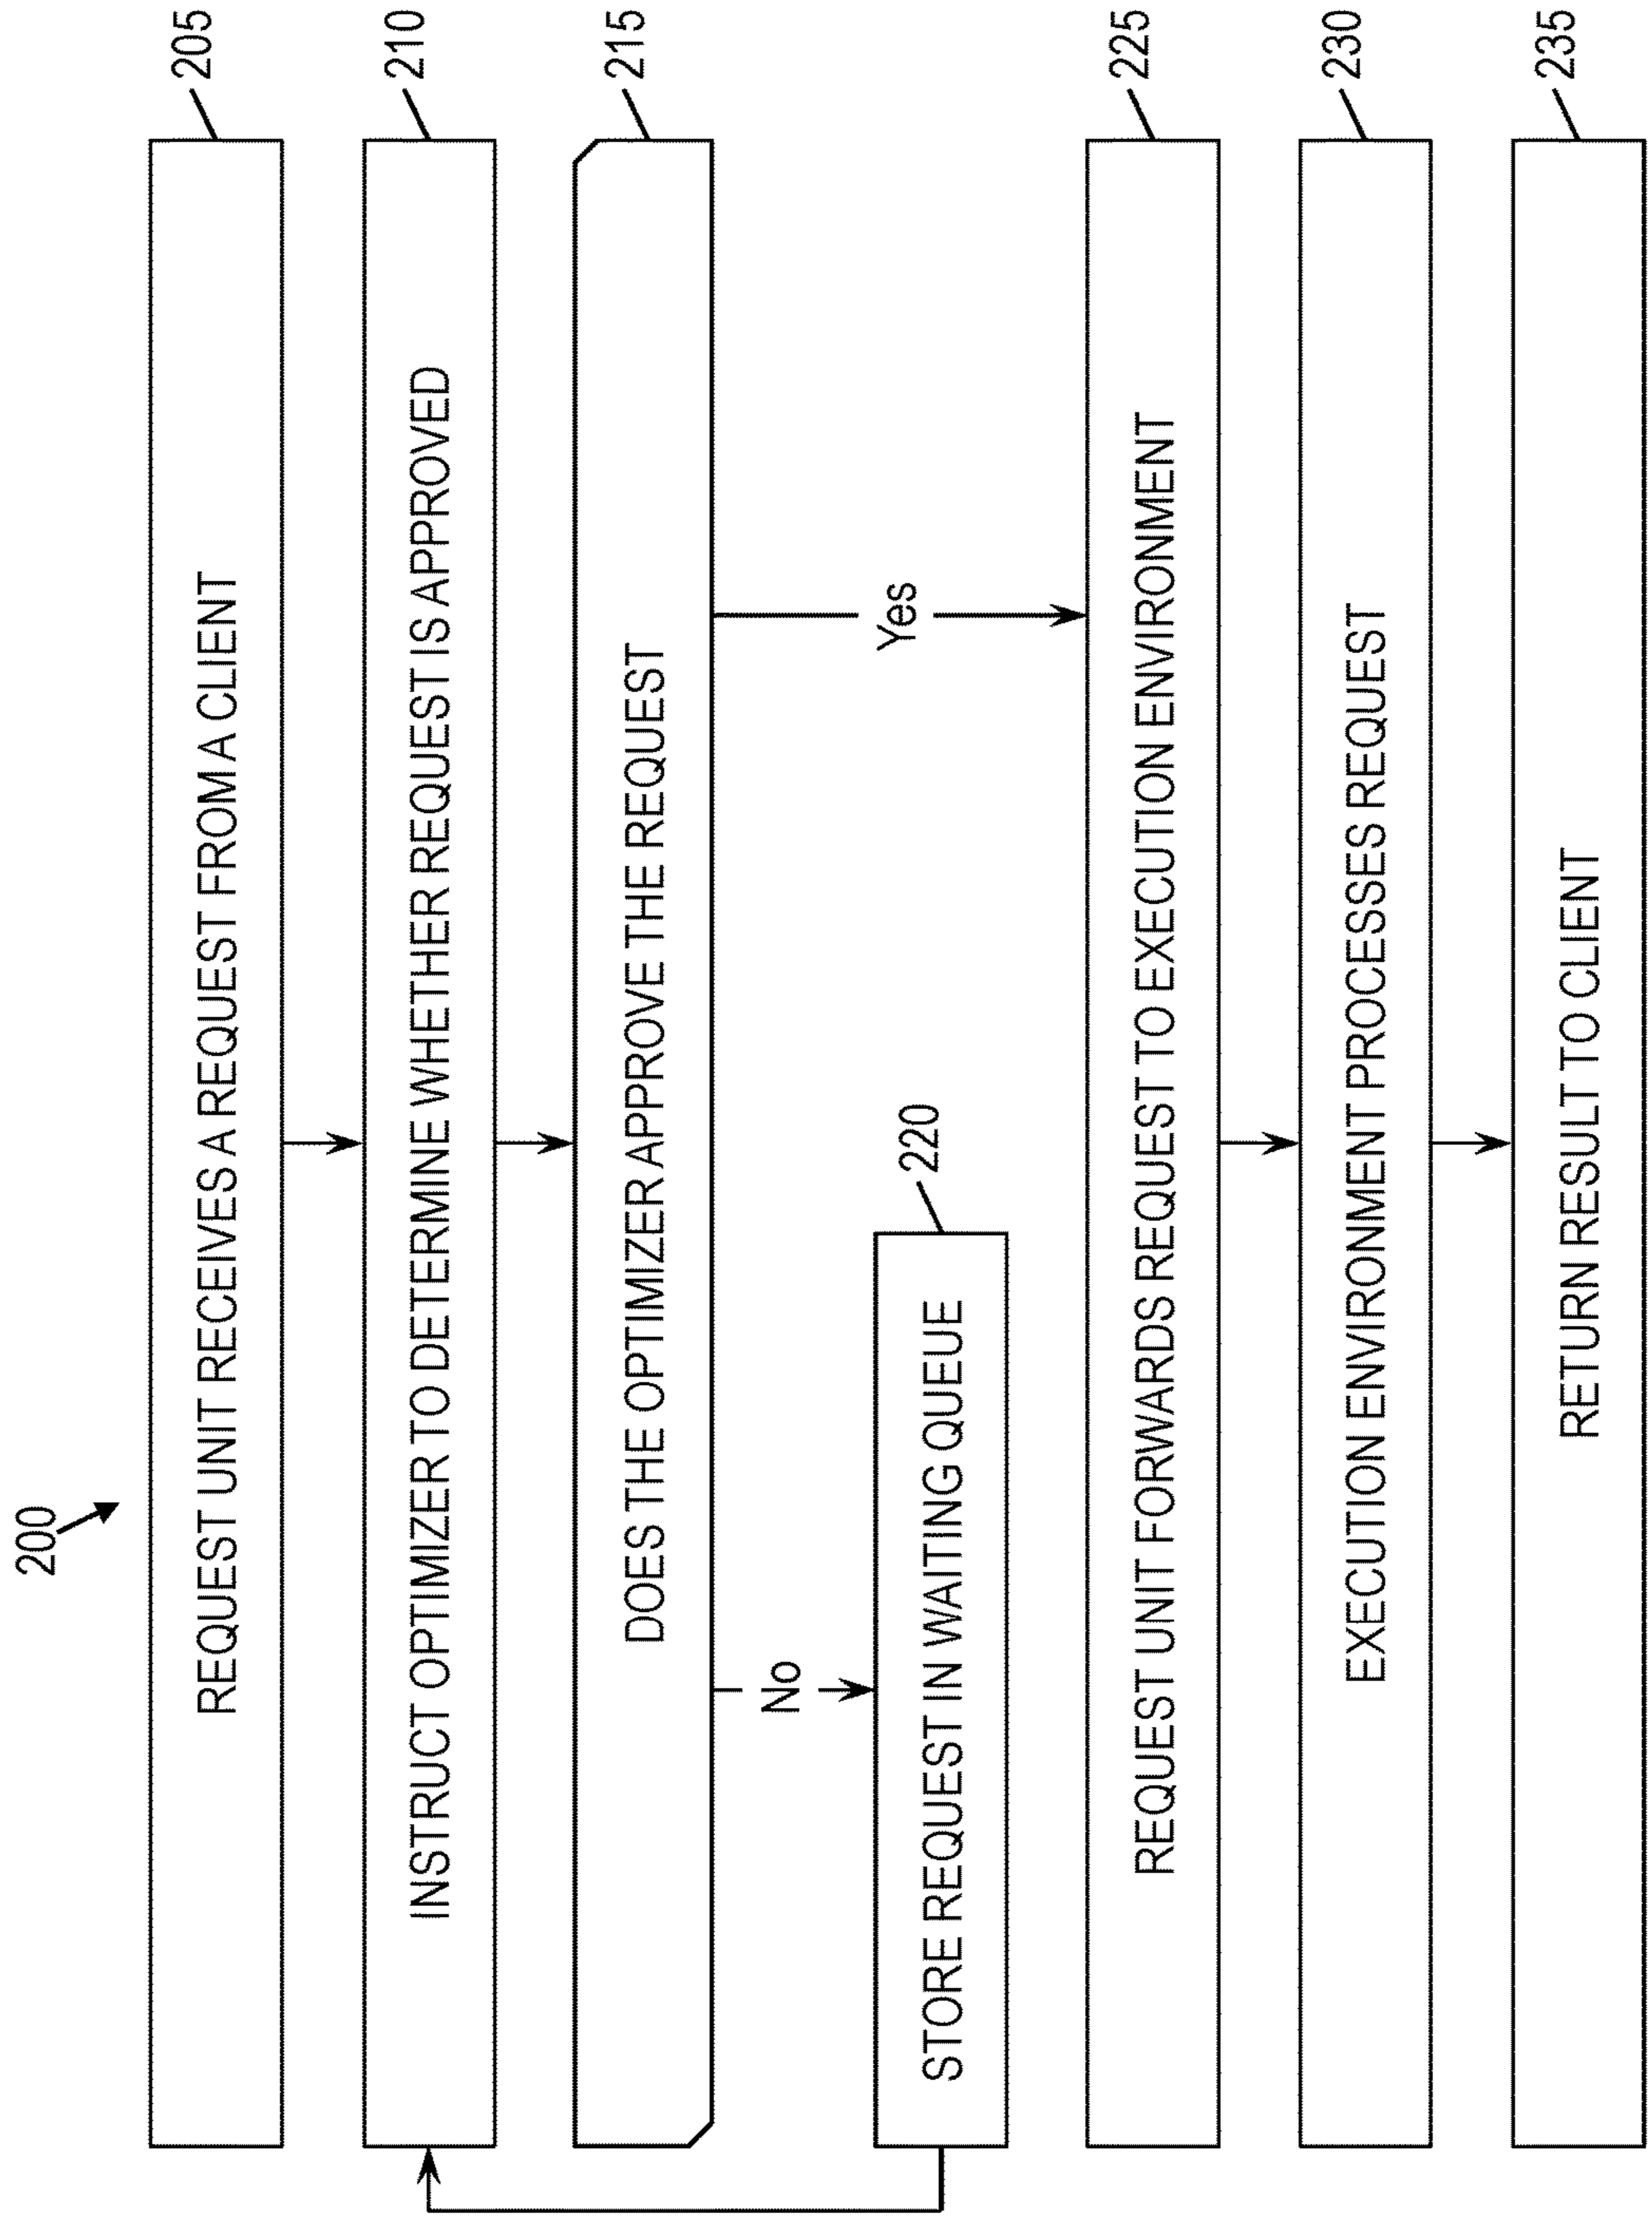 200
REQUEST UNIT RECEIVES A REQUEST FROM A CLIENT
205
INSTRUCT OPTIMIZER TO DETERMINE WHETHER REQUEST IS APPROVED
210
DOES THE OPTIMIZER APPROVE THE REQUEST
215
No
Yes
STORE REQUEST IN WAITING QUEUE
220
REQUEST UNIT FORWARDS REQUEST TO EXECUTION ENVIRONMENT
225
EXECUTION ENVIRONMENT PROCESSES REQUEST
230
RETURN RESULT TO CLIENT
235